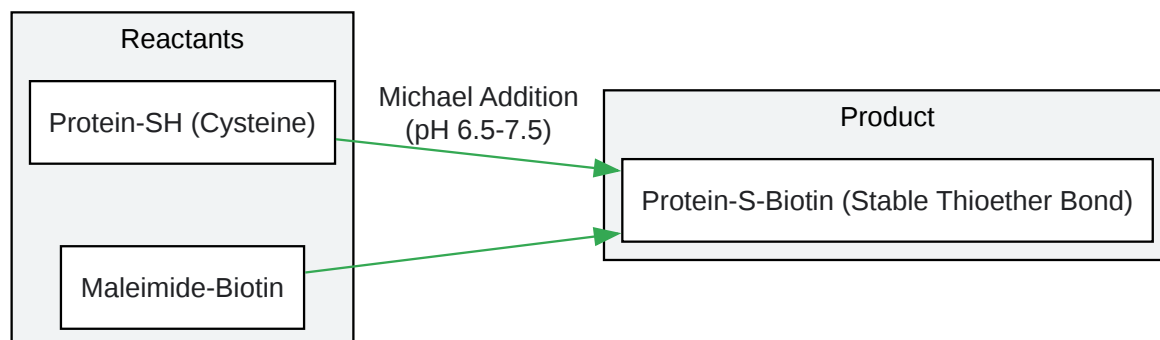 Reactants
Protein-SH (Cysteine)
Maleimide-Biotin
Michael Addition
(pH 6.5-7.5)
Product
Protein-S-Biotin (Stable Thioether Bond)